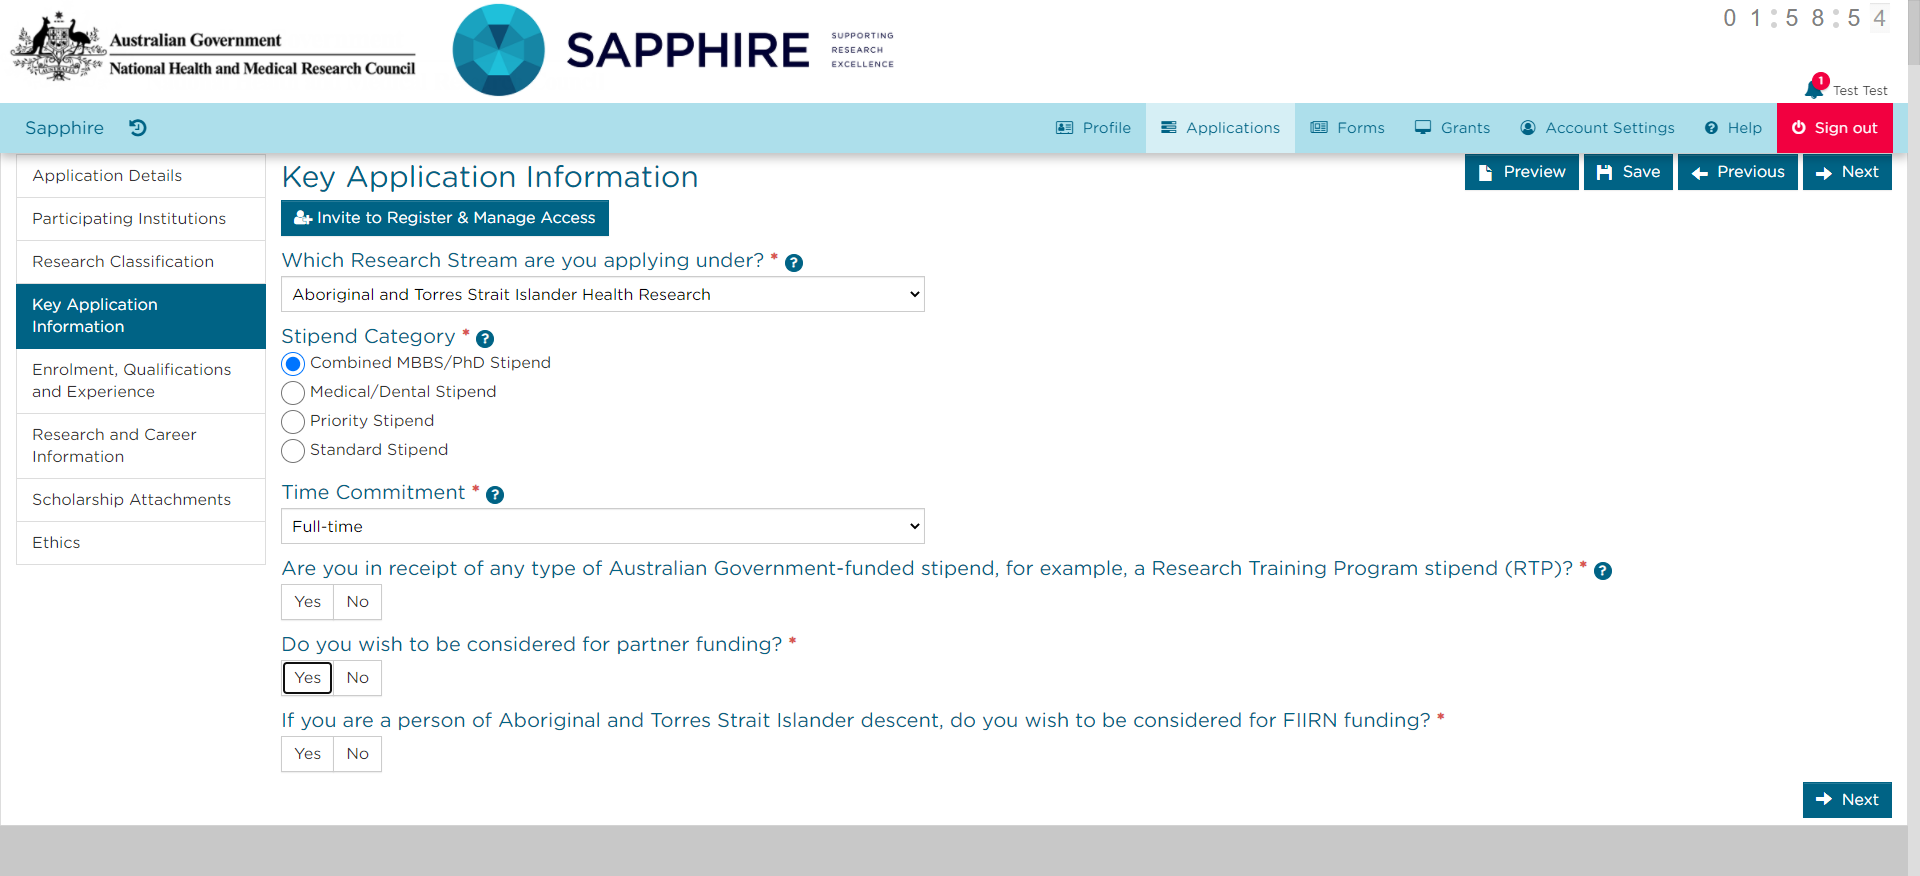 Australian Government
National Health and Medical Research Council
SAPPHIRE
SUPPORTING
RESEARCH
EXCELLENCE
01:58:54
1
Test Test
Sapphire
Profile
Applications
Forms
Grants
Account Settings
Help
Sign out
Application Details
Participating Institutions
Research Classification
Key Application
Information
Enrolment, Qualifications
and Experience
Research and Career
Information
Scholarship Attachments
Ethics
Key Application Information
Preview
Save
Previous
Next
Invite to Register & Manage Access
Which Research Stream are you applying under? * ?
Aboriginal and Torres Strait Islander Health Research
Stipend Category * ?
Combined MBBS/PhD Stipend
Medical/Dental Stipend
Priority Stipend
Standard Stipend
Time Commitment * ?
Full-time
Are you in receipt of any type of Australian Government-funded stipend, for example, a Research Training Program stipend (RTP)? * ?
Yes No
Do you wish to be considered for partner funding? *
Yes No
If you are a person of Aboriginal and Torres Strait Islander descent, do you wish to be considered for FIIRN funding? *
Yes No
Next